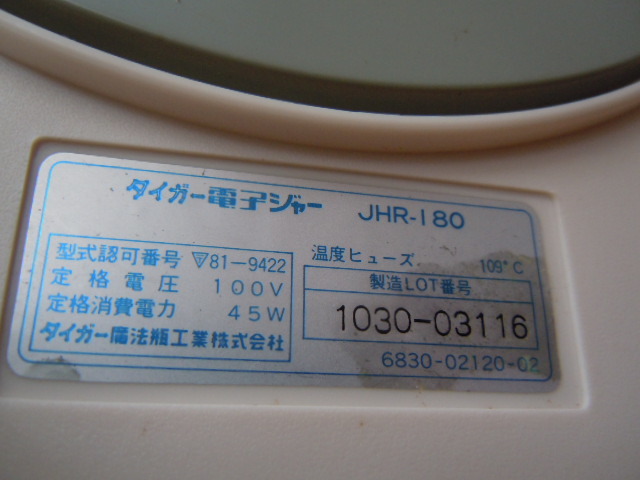 タイガー電子ジャー JHR-180
型式認可番号 ▽81-9422
定格電圧 100V
定格消費電力 45W
タイガー魔法瓶工業株式会社
温度ヒューズ 109°C
製造LOT番号
1030-03116
6830-02120-02